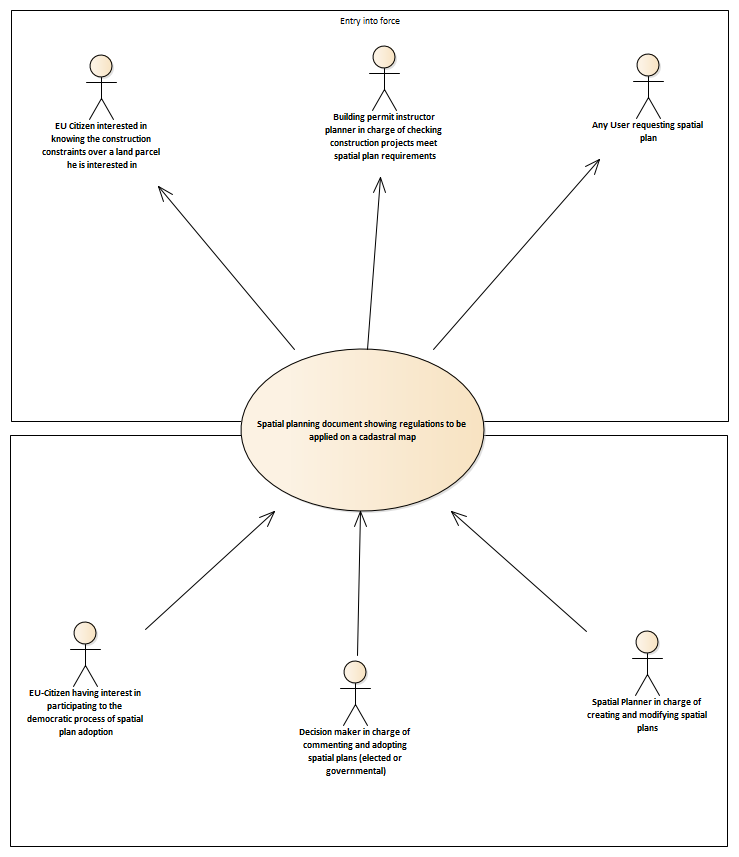 Entry into force
EU Citizen interested in
knowing the construction
constraints over a land parcel
he is interested in
Building permit instructor
planner in charge of checking
construction projects meet
spatial plan requirements
Any User requesting spatial
plan
Spatial planning document showing regulations to be
applied on a cadastral map
EU-Citizen having interest in
participating to the
democratic process of spatial
plan adoption
Decision maker in charge of
commenting and adopting
spatial plans (elected or
governmental)
Spatial Planner in charge of
creating and modifying spatial
plans